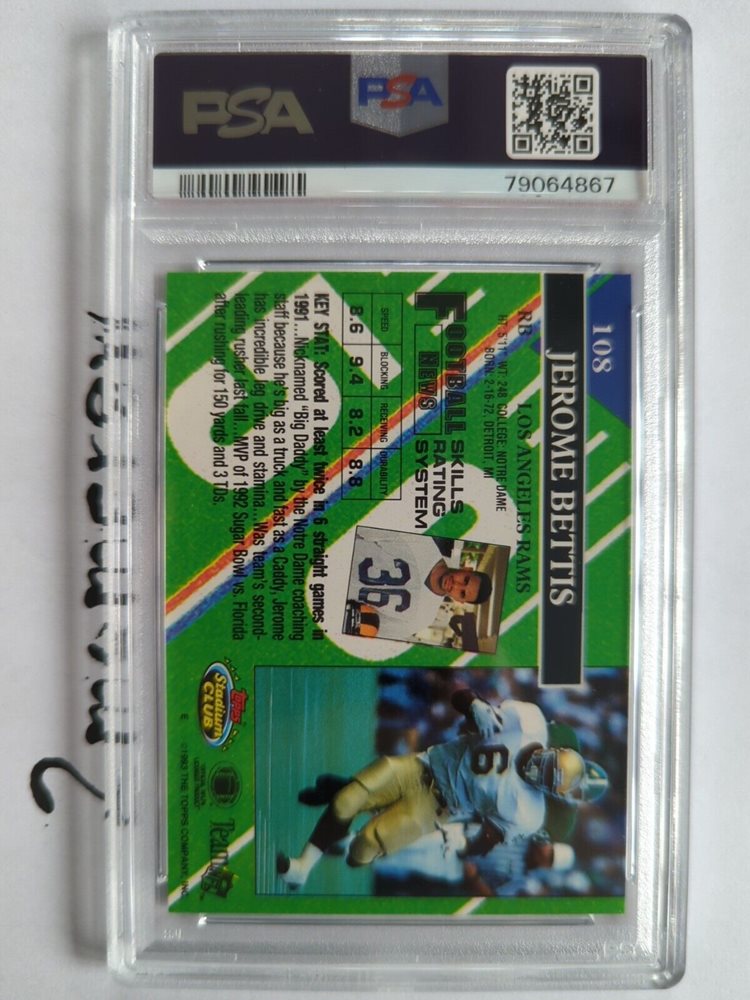 PSA
PSA
79064867
108
JEROME BETTIS
RB LOS ANGELES RAMS
HT: 5'11" WT: 248 COLLEGE: NOTRE DAME
BORN: 2-16-72, DETROIT, MI
FOOTBALL
NEWS
SKILLS
RATING
SYSTEM
SPEED BLOCKING RECEIVING DURABILITY
8.6 9.4 8.2 8.8
KEY STAT: Scored at least twice in 6 straight games in
1991...Nicknamed "Big Daddy" by the Notre Dame coaching
staff because he's big as a truck and fast as a Caddy, Jerome
has incredible leg drive and stamina...Was team's second-
leading rusher last fall...MVP of 1992 Sugar Bowl vs. Florida
after rushing for 150 yards and 3 TDs.
36
6
Topps
Stadium
CLUB
Team NFL
E
©1993 THE TOPPS COMPANY, INC.